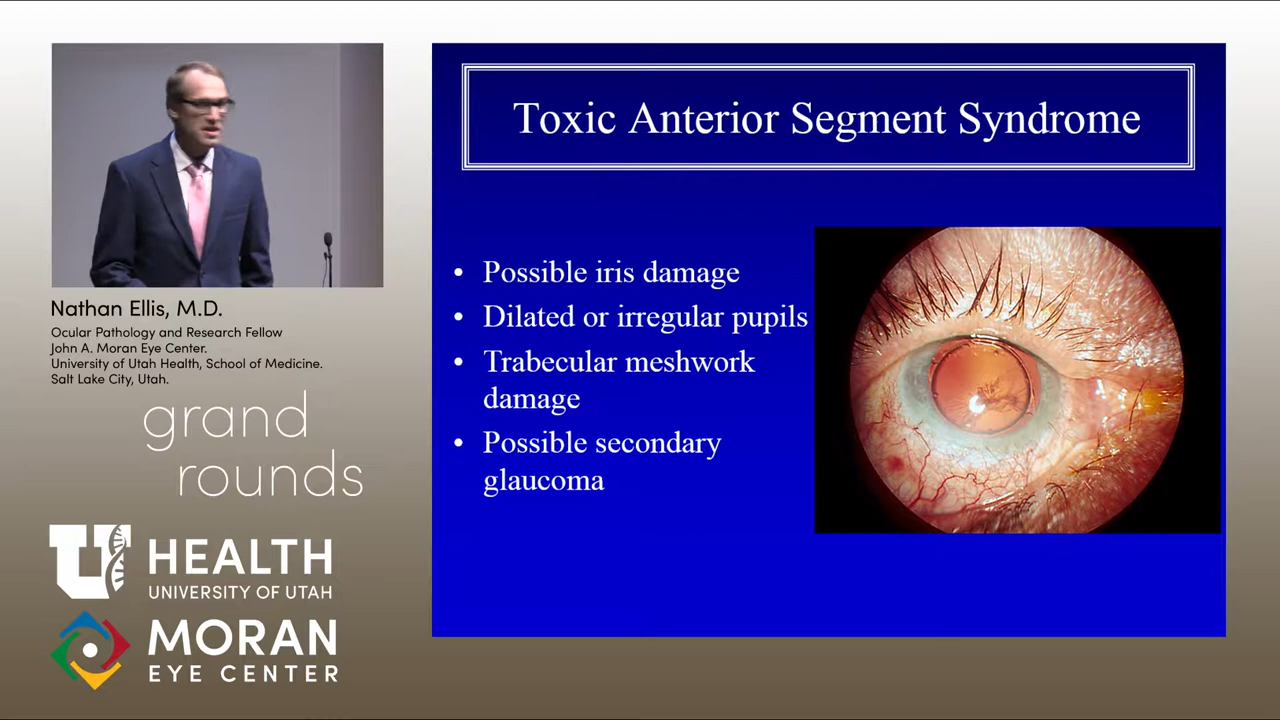 Toxic Anterior Segment Syndrome
• Possible iris damage
• Dilated or irregular pupils
• Trabecular meshwork
damage
• Possible secondary
glaucoma
Nathan Ellis, M.D.
Ocular Pathology and Research Fellow
John A. Moran Eye Center.
University of Utah Health, School of Medicine.
Salt Lake City, Utah.
grand
rounds
U HEALTH
UNIVERSITY OF UTAH
MORAN
EYE CENTER